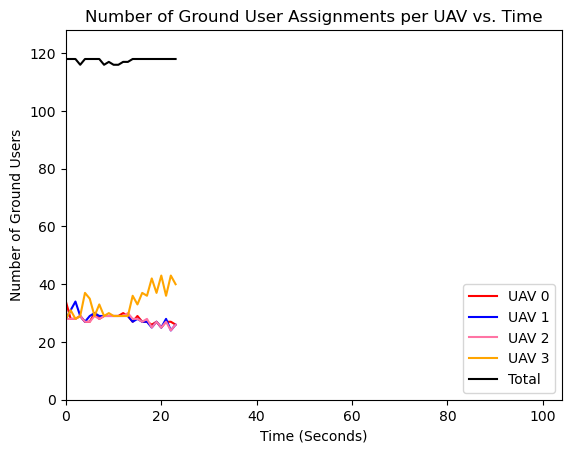 Number of Ground User Assignments per UAV vs. Time
Number of Ground Users
120
100
80
60
40
20
0
0 20 40 60 80 100
Time (Seconds)
UAV 0
UAV 1
UAV 2
UAV 3
Total